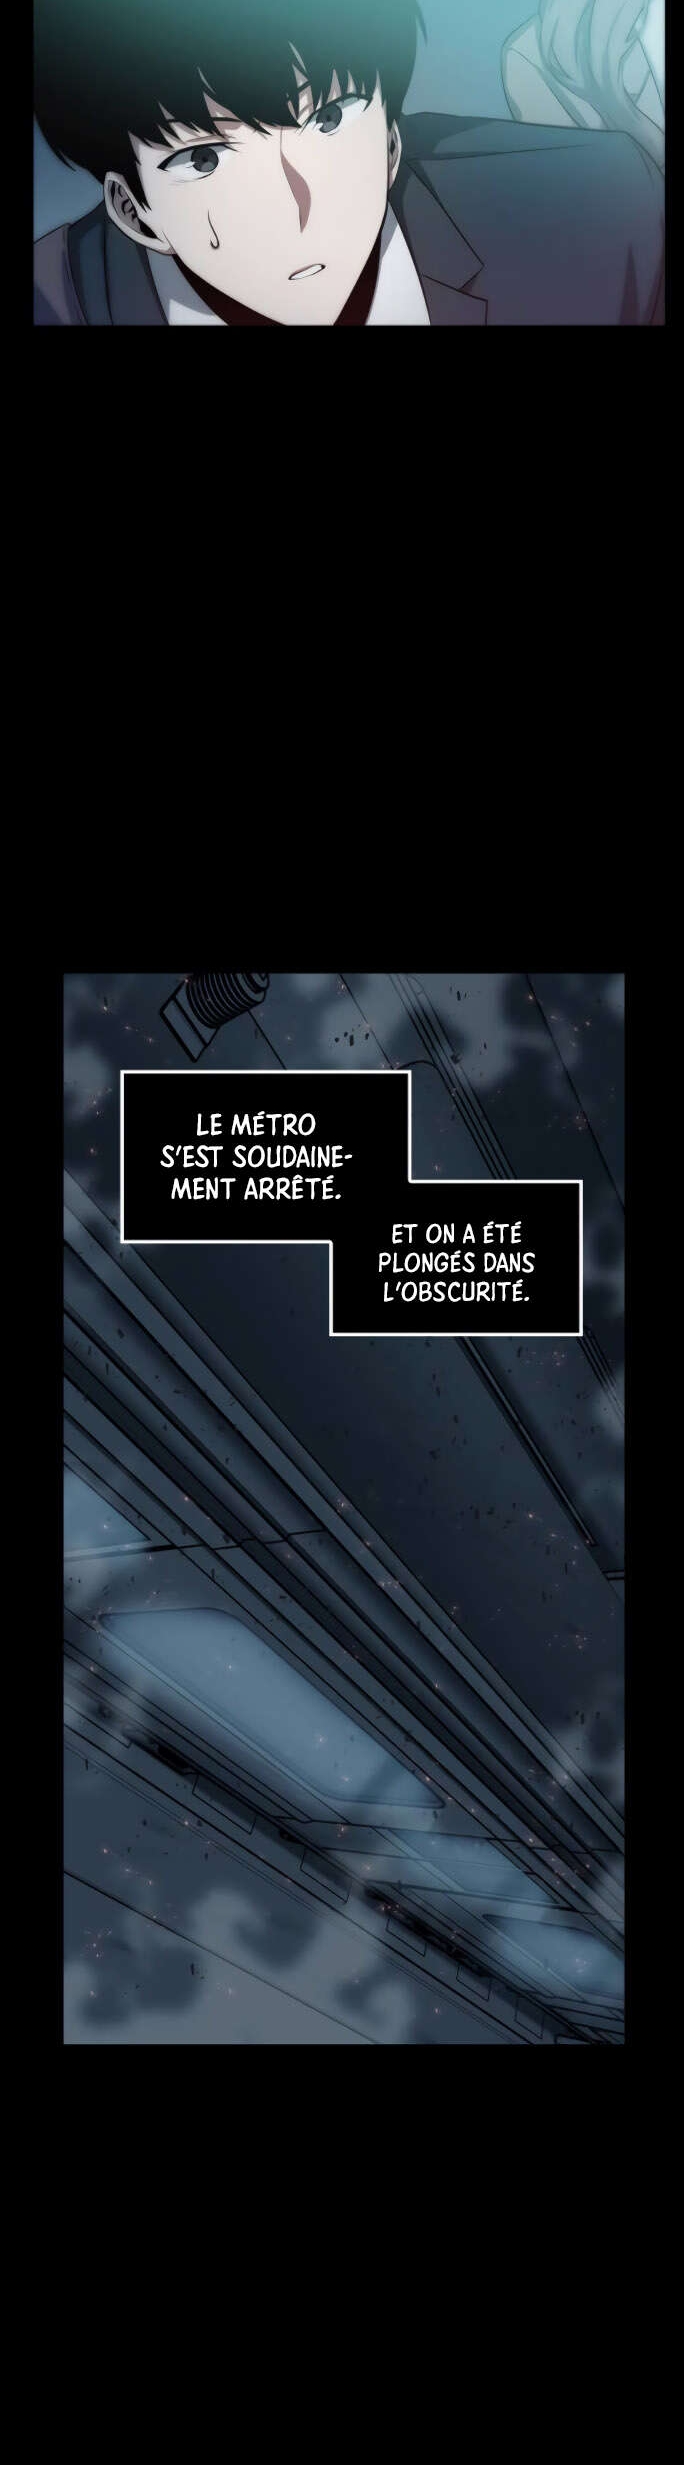 LE MÉTRO
S'EST SOUDAINE-
MENT ARRÊTÉ.
ET ON A ÉTÉ
PLONGÉS DANS
L'OBSCURITÉ.